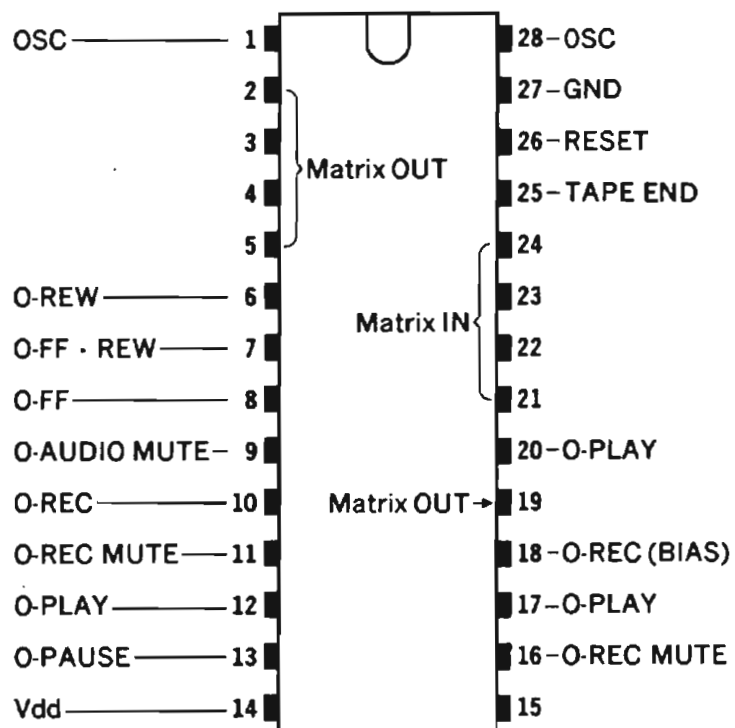 OSC 1 28-OSC
2 27-GND
3 26-RESET
Matrix OUT
4 25-TAPE END
5 24
O-REW 6 23
Matrix IN
O-FF · REW 7 22
O-FF 8 21
O-AUDIO MUTE- 9 20-O-PLAY
O-REC 10 Matrix OUT→ 19
O-REC MUTE 11 18-O-REC (BIAS)
O-PLAY 12 17-O-PLAY
O-PAUSE 13 16-O-REC MUTE
Vdd 14 15